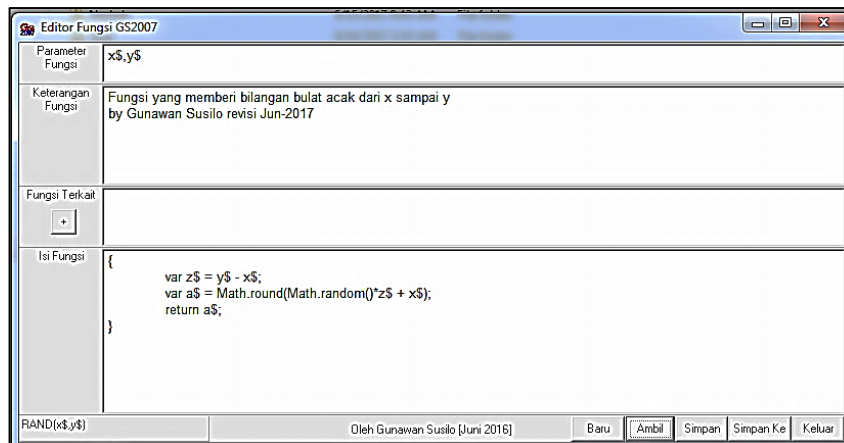 Editor Fungsi GS2007
Parameter
Fungsi
x$,y$
Keterangan
Fungsi
Fungsi yang memberi bilangan bulat acak dari x sampai y
by Gunawan Susilo revisi Jun-2017
Fungsi Terkait
+
Isi Fungsi
{
var z$ = y$ - x$;
var a$ = Math.round(Math.random()*z$ + x$);
return a$;
}
RAND(x$,y$)
Oleh Gunawan Susilo [Juni 2016]
Baru
Ambil
Simpan
Simpan Ke
Keluar